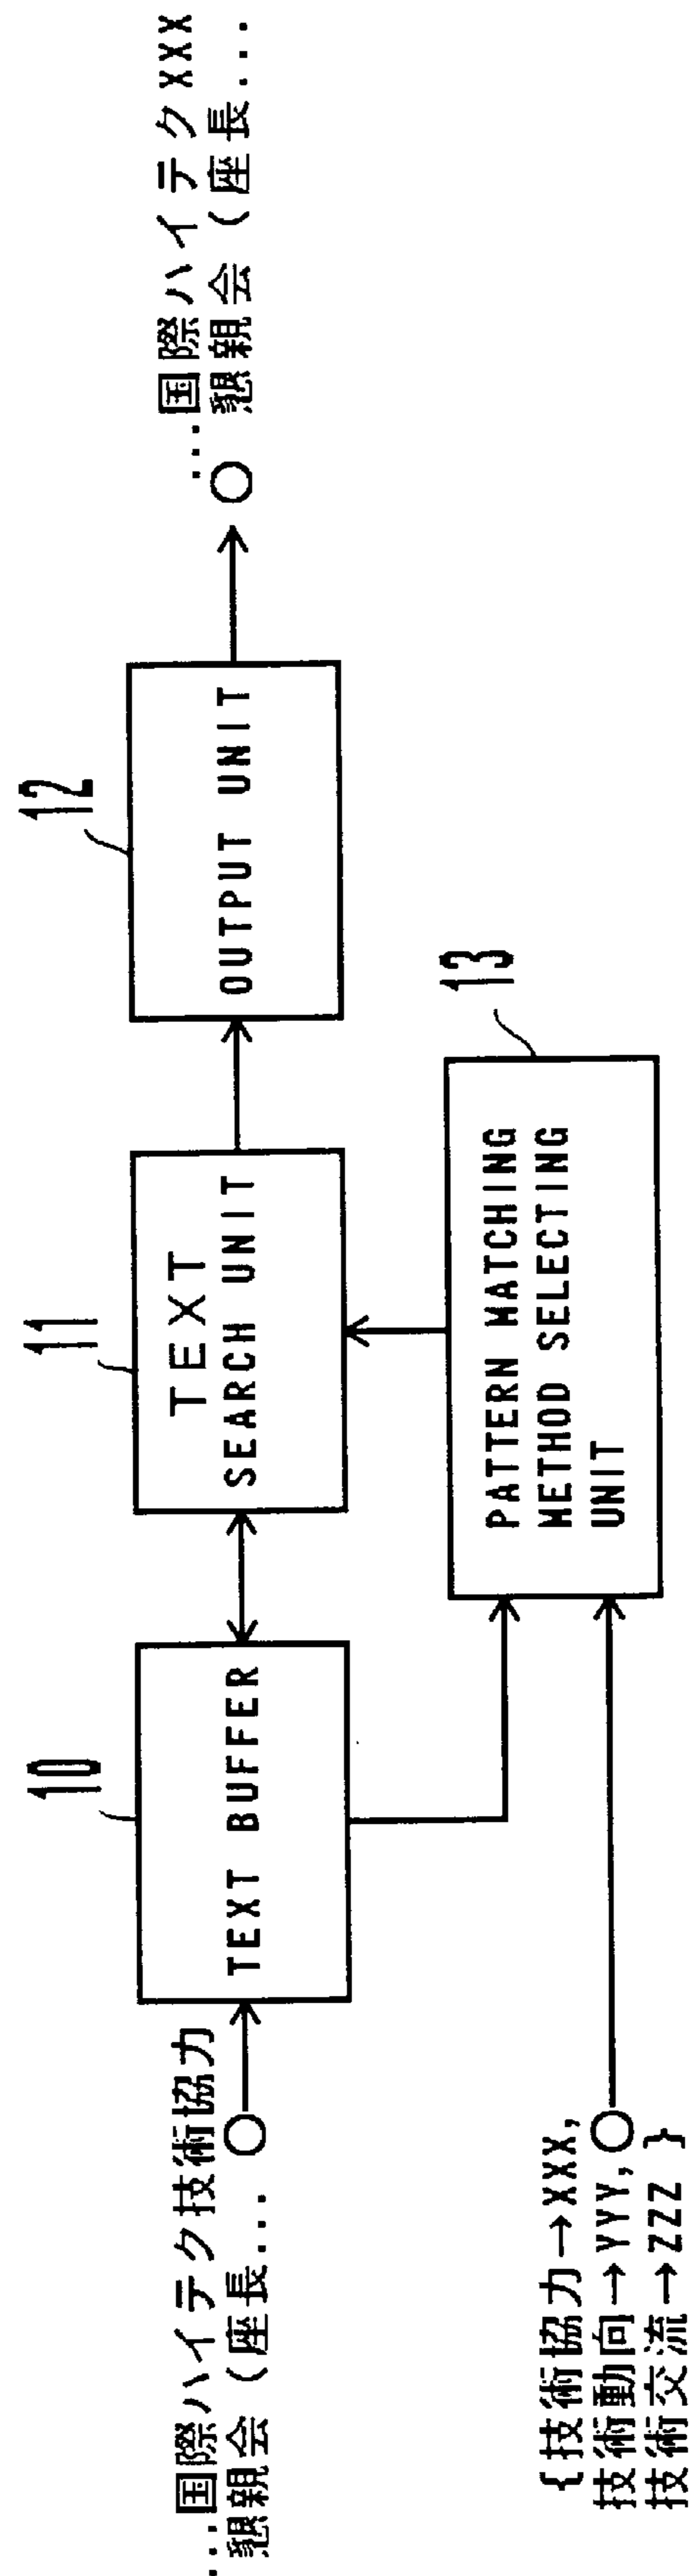 ...国際ハイテク技術協力
懇親会（座長...
10
TEXT BUFFER
11
TEXT
SEARCH UNIT
12
OUTPUT UNIT
...国際ハイテクXXX
懇親会（座長...
13
PATTERN MATCHING
METHOD SELECTING
UNIT
{技術協力→XXX,
技術動向→YYY,
技術交流→ZZZ }